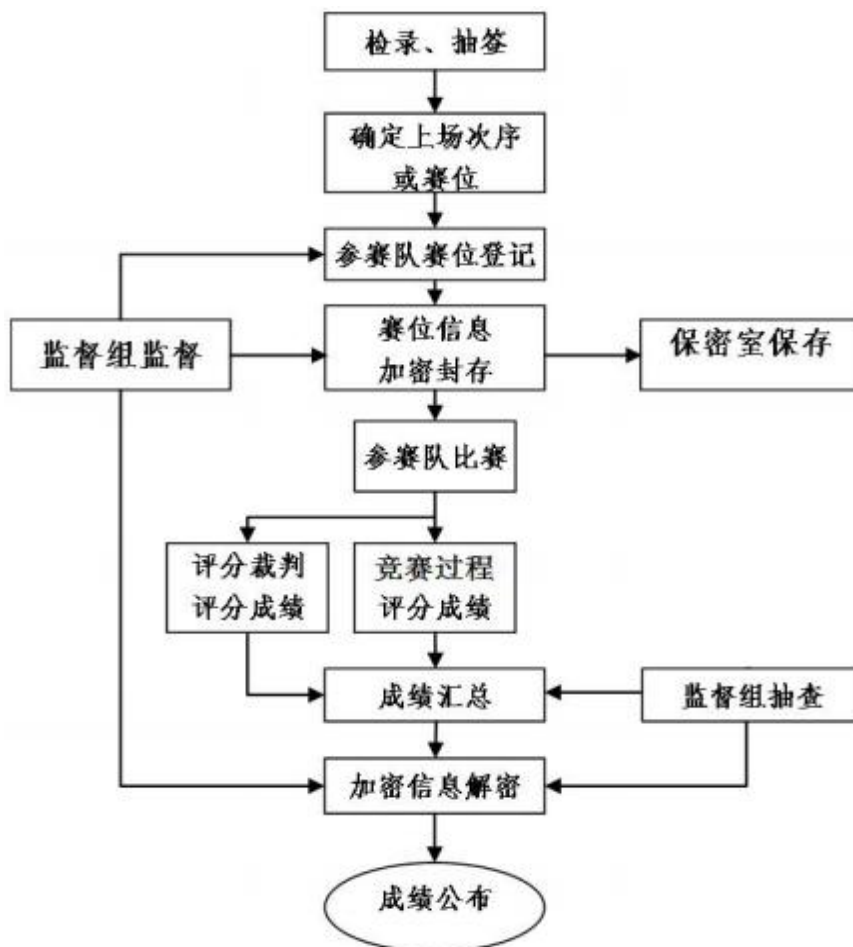 检录、抽签
确定上场次序
或赛位
参赛队赛位登记
监督组监督
赛位信息
加密封存
保密室保存
参赛队比赛
评分裁判
评分成绩
竞赛过程
评分成绩
成绩汇总
监督组抽查
加密信息解密
成绩公布